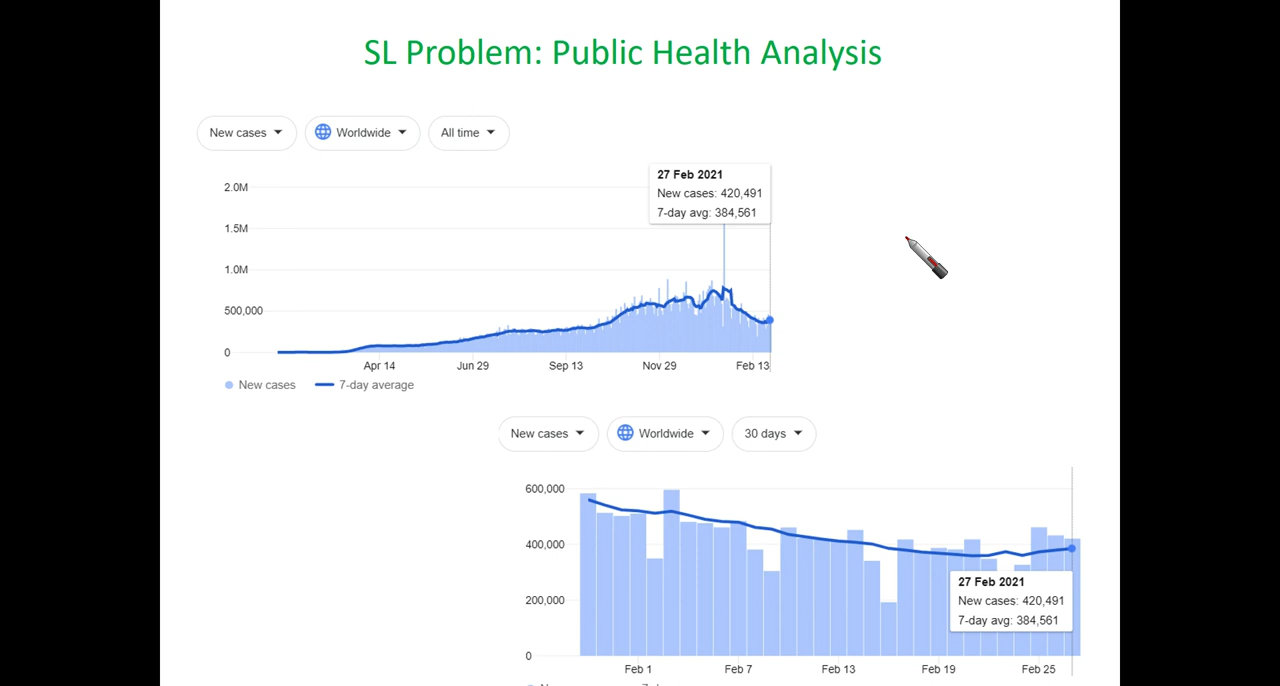 SL Problem: Public Health Analysis
New cases Worldwide All time
27 Feb 2021
New cases: 420,491
7-day avg: 384,561
2.0M
1.5M
1.0M
500,000
0
Apr 14 Jun 29 Sep 13 Nov 29 Feb 13
New cases 7-day average
New cases Worldwide 30 days
600,000
400,000
200,000
0
27 Feb 2021
New cases: 420,491
7-day avg: 384,561
Feb 1 Feb 7 Feb 13 Feb 19 Feb 25